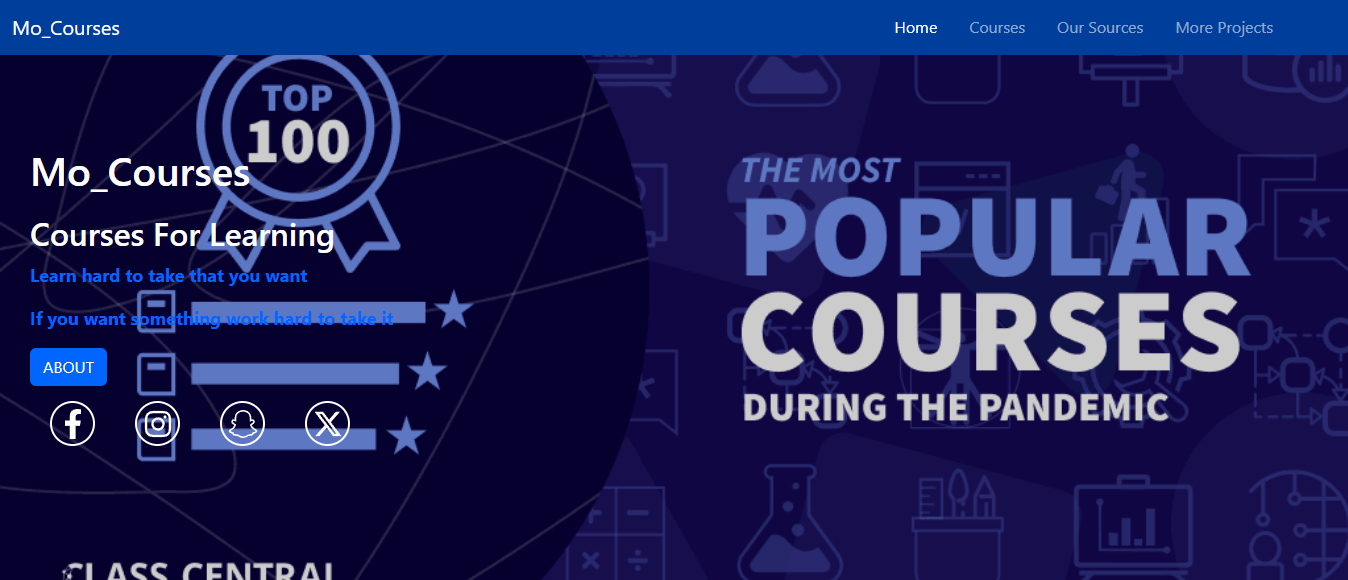 Mo_Courses
Home
Courses
Our Sources
More Projects
TOP
100
Mo_Courses
Courses For Learning
Learn hard to take that you want
If you want something work hard to take it
ABOUT
THE MOST
POPULAR
COURSES
DURING THE PANDEMIC
CLASS CENTRAL